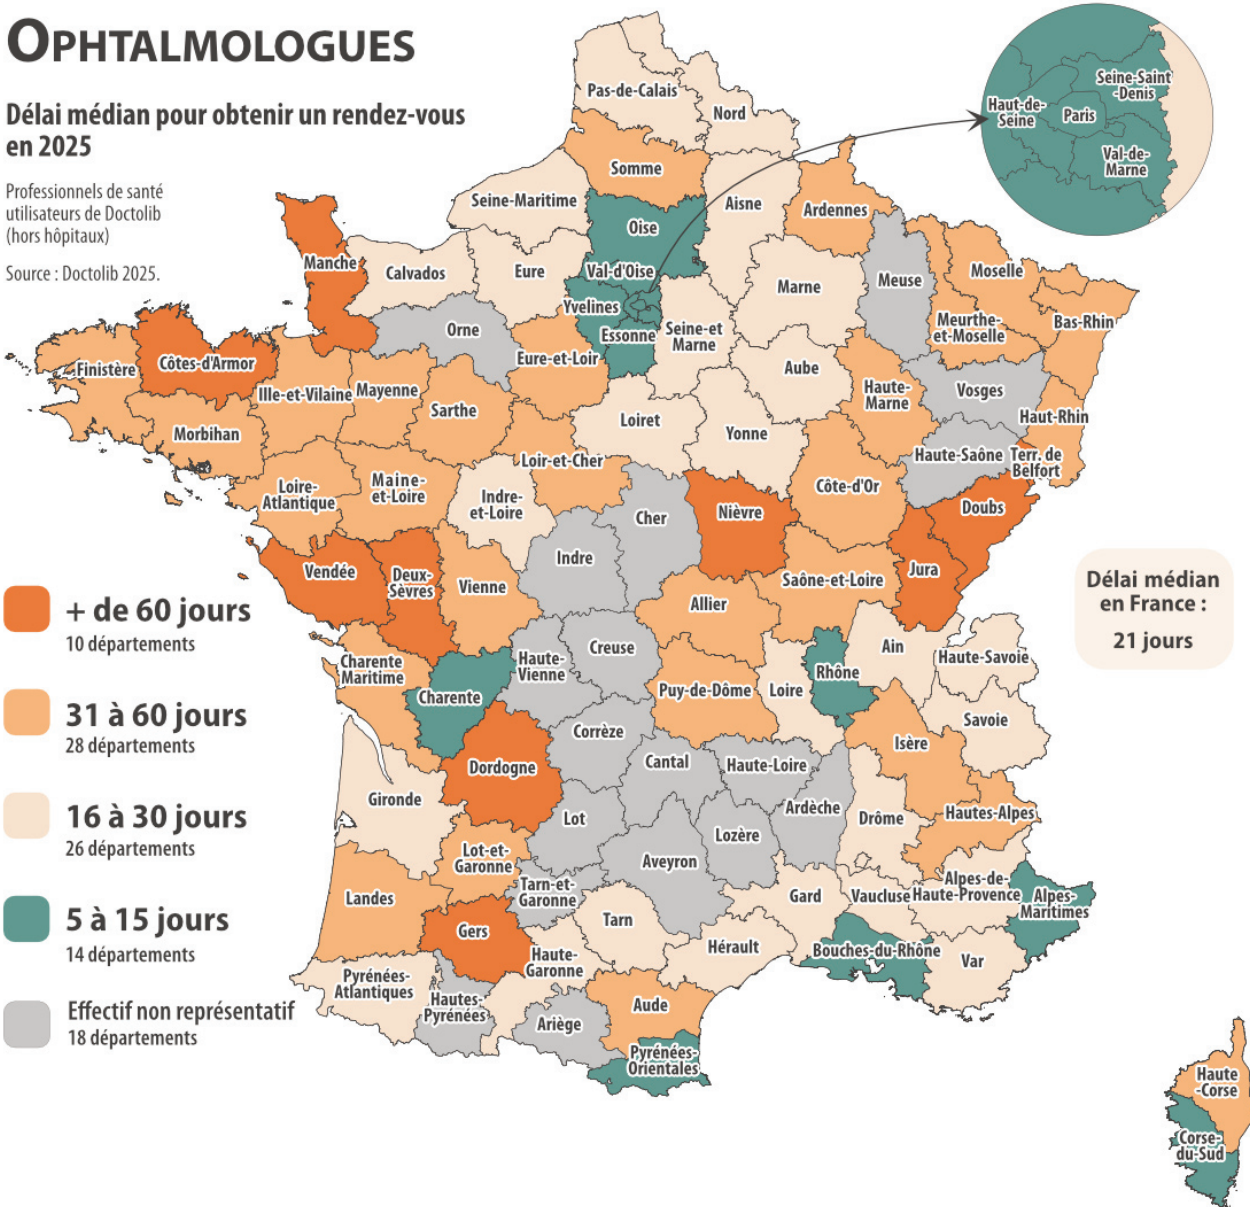 OPHTALMOLOGUES
Délai médian pour obtenir un rendez-vous
en 2025
Professionnels de santé
utilisateurs de Doctolib
(hors hôpitaux)
Source : Doctolib 2025.
Haut-de-
Seine
Paris
Seine-Saint
-Denis
Val-de-
Marne
Pas-de-Calais
Nord
Somme
Seine-Maritime
Oise
Aisne
Ardennes
Manche
Calvados
Eure
Val-d'Oise
Marne
Meuse
Moselle
Yvelines
Essonne
Seine-et
Marne
Meurthe-
et-Moselle
Bas-Rhin
Orne
Eure-et-Loir
Aube
Haute-
Marne
Vosges
Haut-Rhin
Finistère
Côtes-d'Armor
Ille-et-Vilaine
Mayenne
Sarthe
Morbihan
Loiret
Yonne
Haute-Saône
Terr. de
Belfort
Loire-
Atlantique
Maine-
et-Loire
Loir-et-Cher
Indre-
et-Loire
Cher
Nièvre
Côte-d'Or
Doubs
Vendée
Deux-
Sèvres
Vienne
Indre
Allier
Saône-et-Loire
Jura
Délai médian
en France :
21 jours
+ de 60 jours
10 départements
31 à 60 jours
28 départements
16 à 30 jours
26 départements
5 à 15 jours
14 départements
Effectif non représentatif
18 départements
Charente
Maritime
Charente
Haute-
Vienne
Creuse
Puy-de-Dôme
Loire
Rhône
Ain
Haute-Savoie
Savoie
Isère
Corrèze
Dordogne
Cantal
Haute-Loire
Ardèche
Drôme
Hautes-Alpes
Gironde
Lot
Lozère
Aveyron
Lot-et-
Garonne
Tarn-et-
Garonne
Landes
Gers
Tarn
Gard
Vaucluse
Alpes-de-
Haute-Provence
Alpes-
Maritimes
Haute-
Garonne
Hérault
Bouches-du-Rhône
Var
Pyrénées-
Atlantiques
Hautes-
Pyrénées
Ariège
Aude
Pyrénées-
Orientales
Haute
-Corse
Corse-
du-Sud